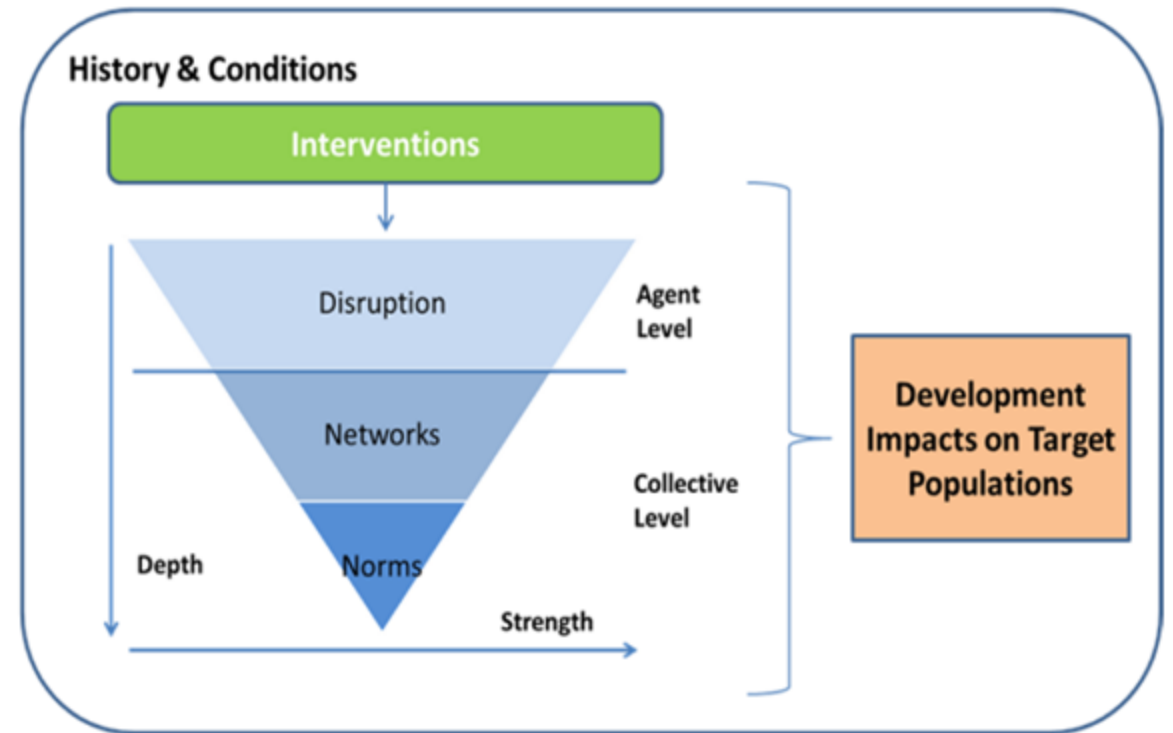 History & Conditions
Interventions
Disruption
Agent
Level
Networks
Collective
Level
Norms
Depth
Strength
Development
Impacts on Target
Populations